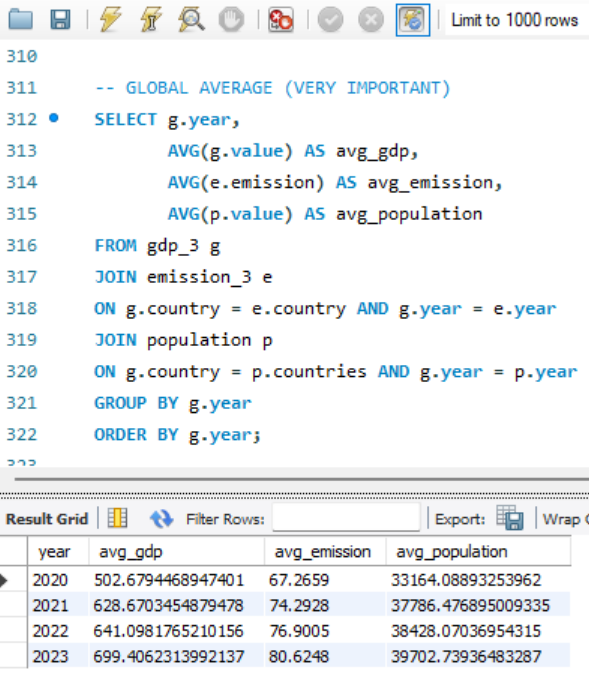 Limit to 1000 rows
310
311 -- GLOBAL AVERAGE (VERY IMPORTANT)
312 SELECT g.year,
313 AVG(g.value) AS avg_gdp,
314 AVG(e.emission) AS avg_emission,
315 AVG(p.value) AS avg_population
316 FROM gdp_3 g
317 JOIN emission_3 e
318 ON g.country = e.country AND g.year = e.year
319 JOIN population p
320 ON g.country = p.countries AND g.year = p.year
321 GROUP BY g.year
322 ORDER BY g.year;
323
Result Grid Filter Rows: Export: Wrap
year avg_gdp avg_emission avg_population
2020 502.6794468947401 67.2659 33164.08893253962
2021 628.6703454879478 74.2928 37786.476895009335
2022 641.0981765210156 76.9005 38428.07036954315
2023 699.4062313992137 80.6248 39702.73936483287